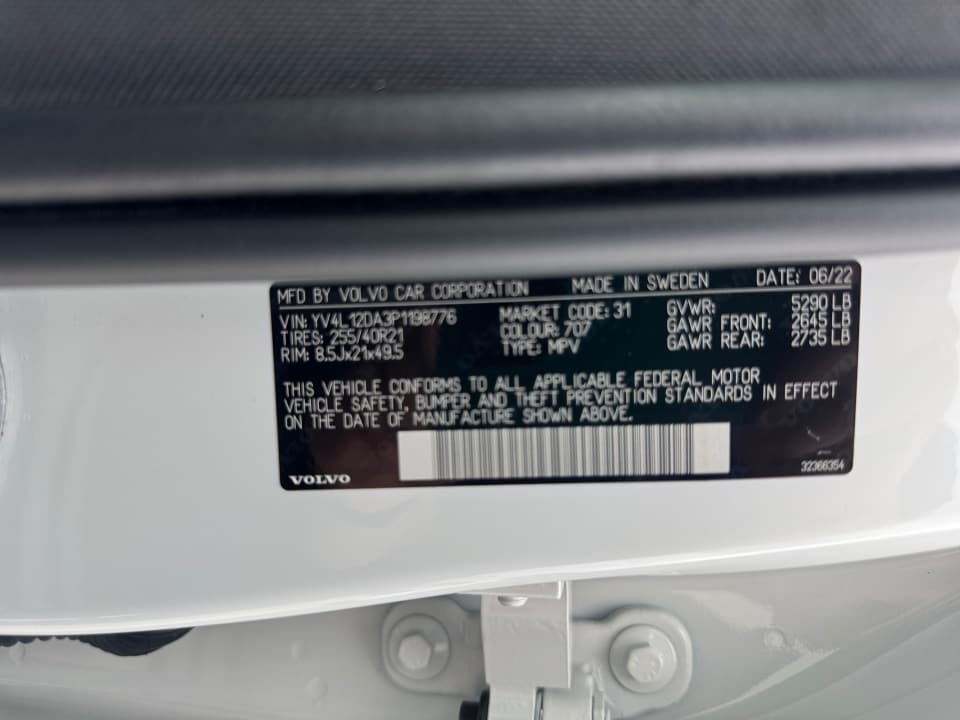 MFD BY VOLVO CAR CORPORATION MADE IN SWEDEN DATE: 06/22
VIN: YV4L12DA3P1198776 MARKET CODE: 31 GVWR: 5290 LB
TIRES: 255/40R21 COLOUR: 707 GAWR FRONT: 2645 LB
RIM: 8.5Jx21x49.5 TYPE: MPV GAWR REAR: 2735 LB
THIS VEHICLE CONFORMS TO ALL APPLICABLE FEDERAL MOTOR
VEHICLE SAFETY, BUMPER AND THEFT PREVENTION STANDARDS IN EFFECT
ON THE DATE OF MANUFACTURE SHOWN ABOVE.
VOLVO 32366354